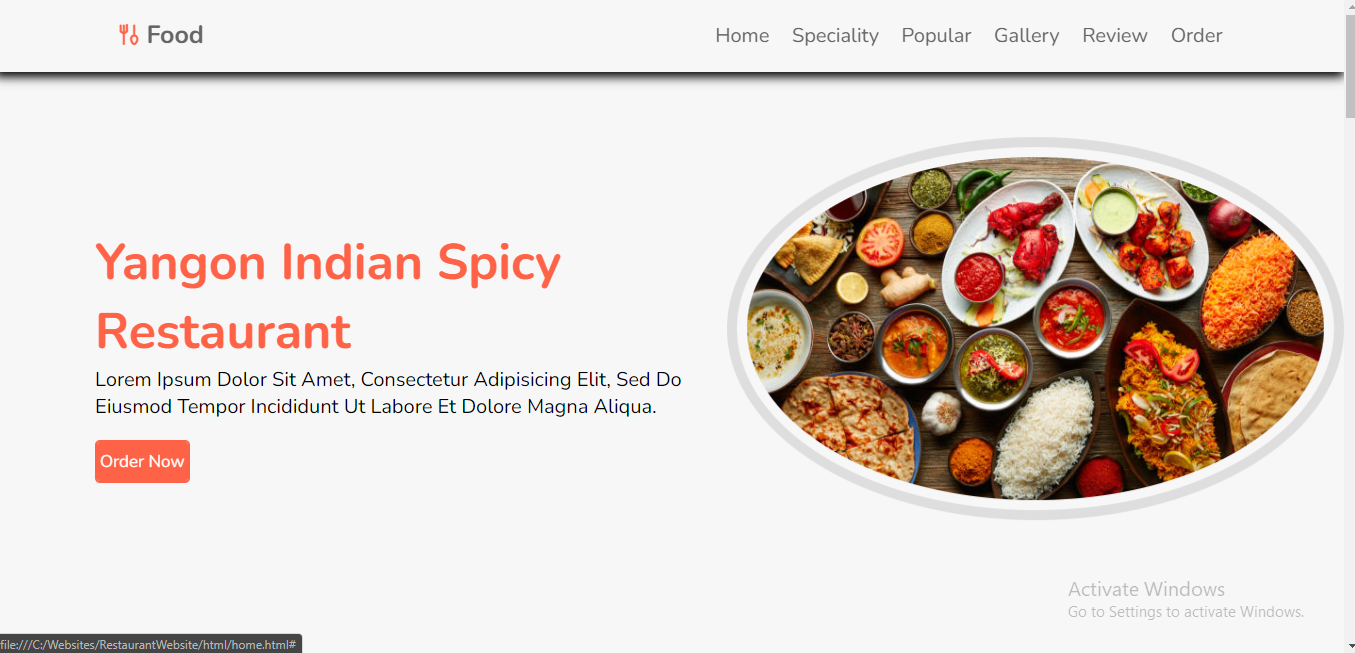 Food
Home Speciality Popular Gallery Review Order
Yangon Indian Spicy
Restaurant
Lorem Ipsum Dolor Sit Amet, Consectetur Adipisicing Elit, Sed Do
Eiusmod Tempor Incididunt Ut Labore Et Dolore Magna Aliqua.
Order Now
Activate Windows
Go to Settings to activate Windows.
file:///C:/Websites/RestaurantWebsite/html/home.html#